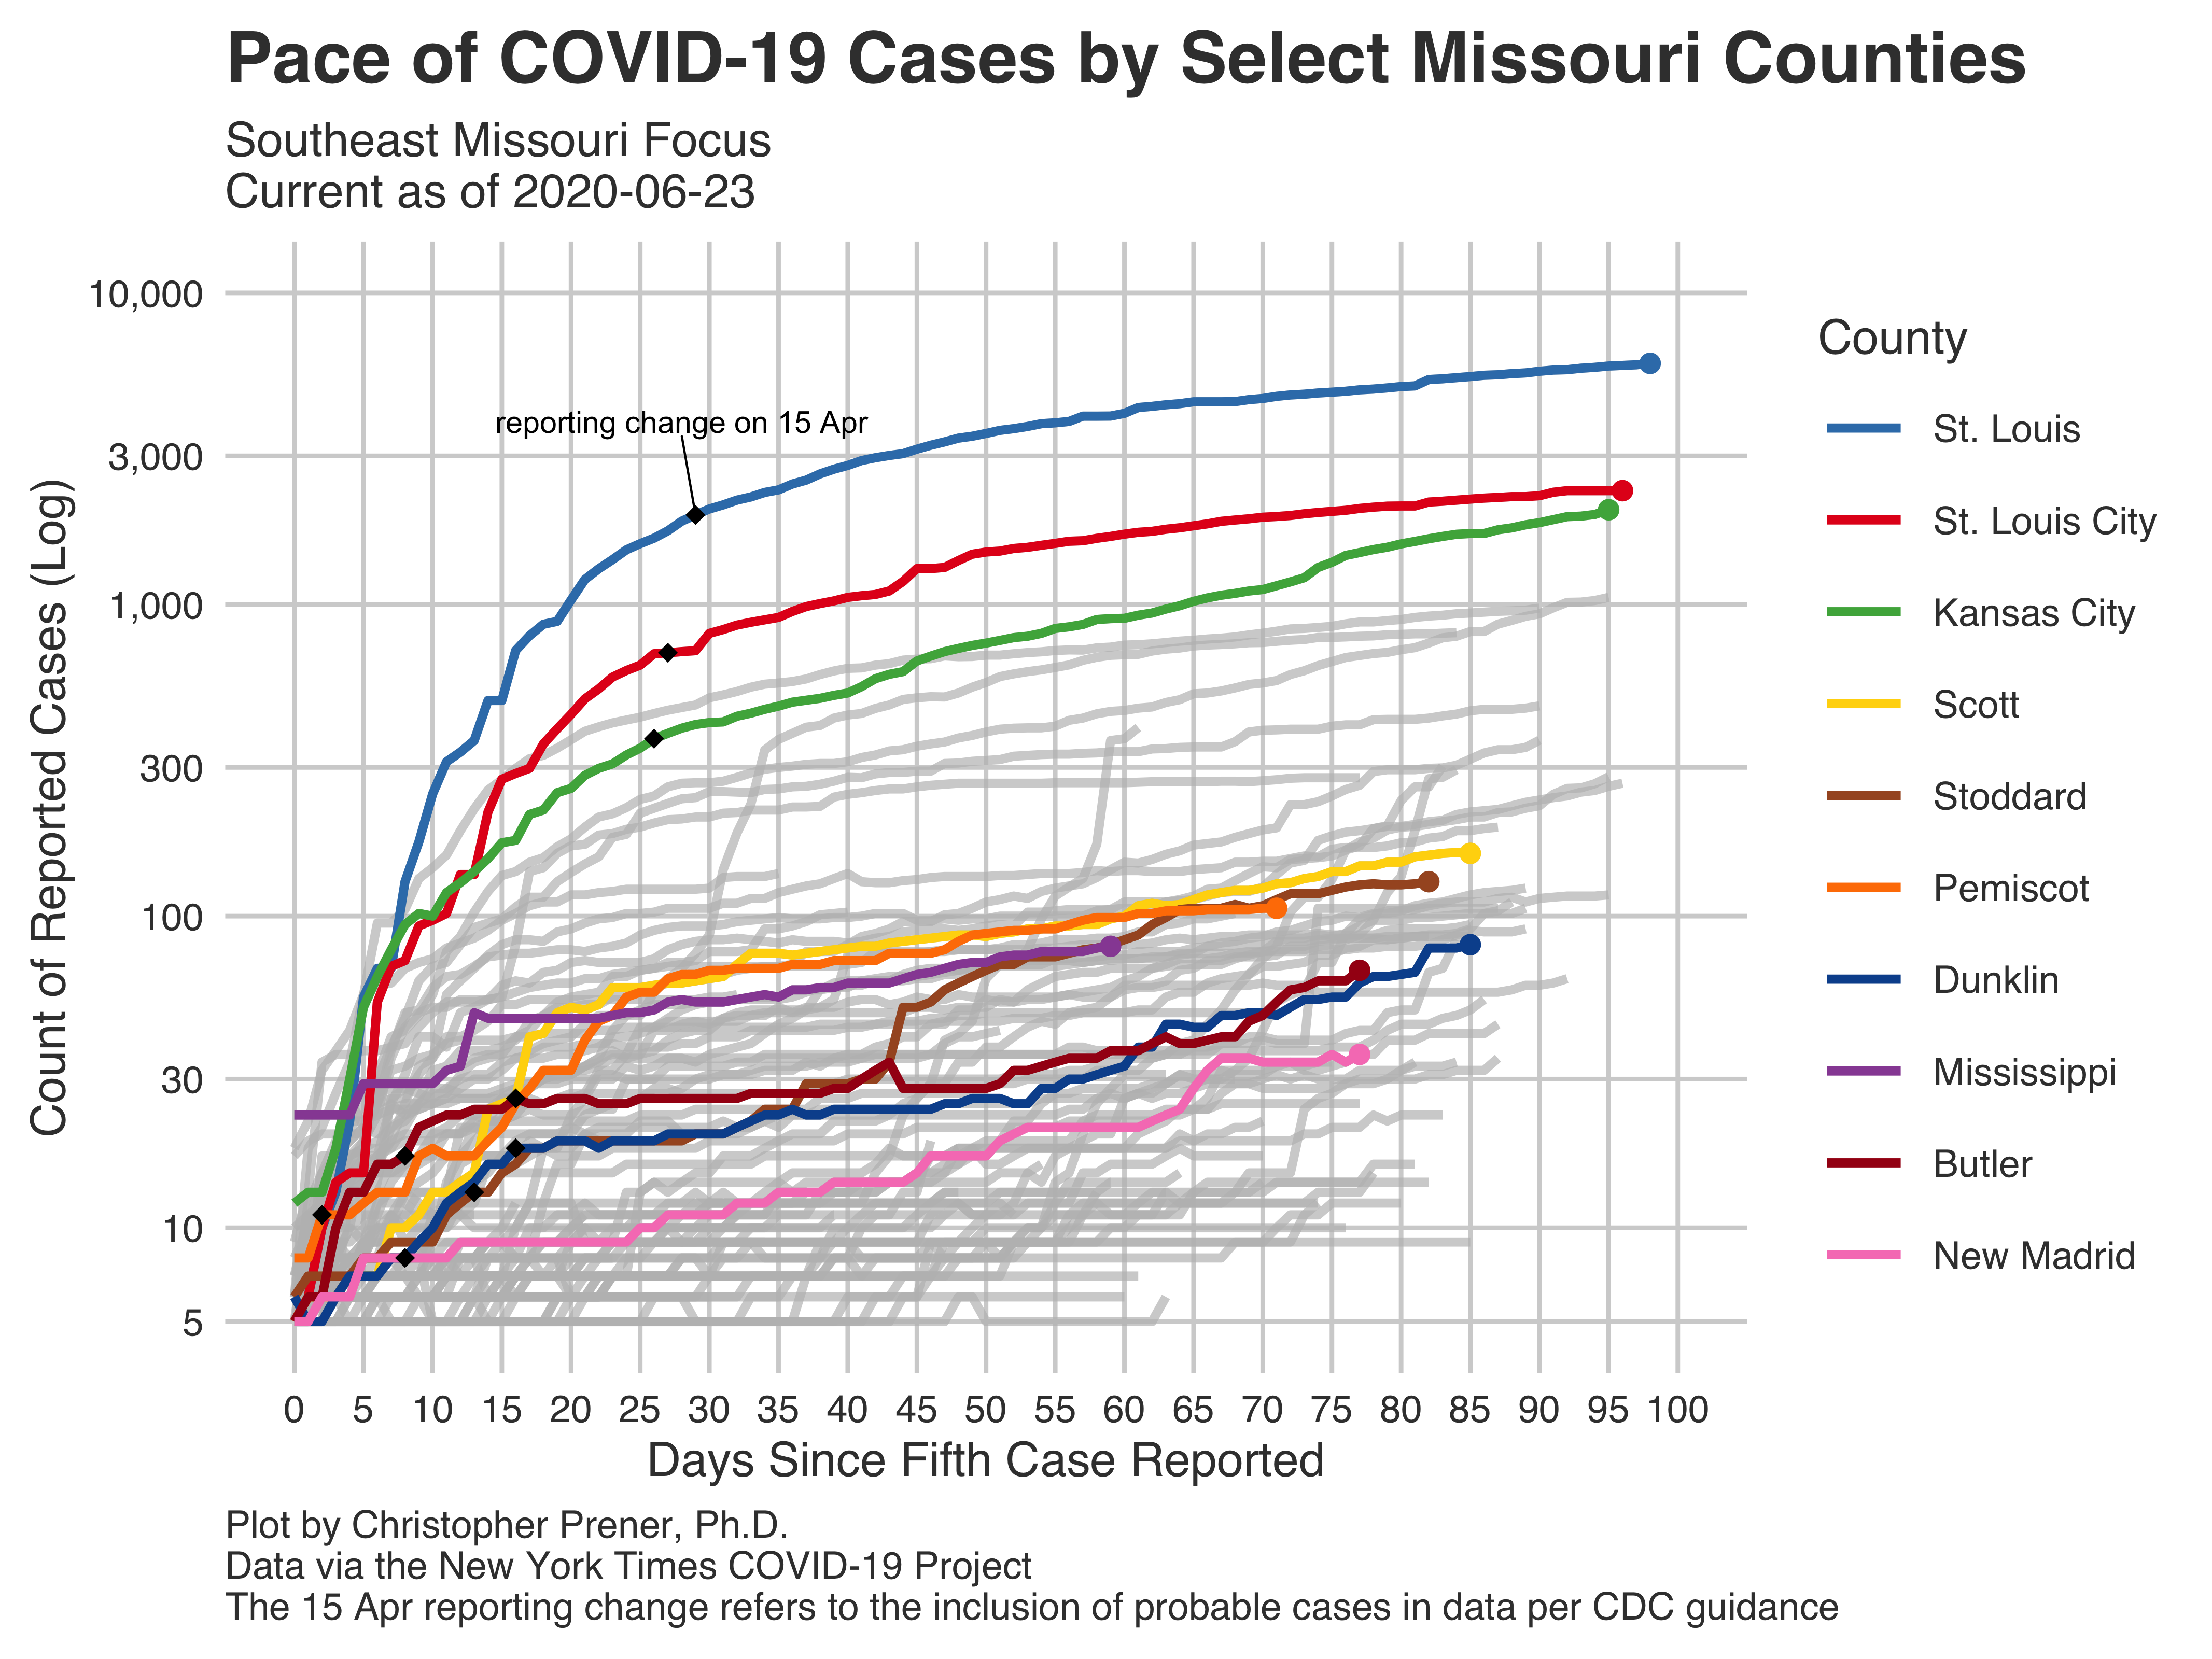 Pace of COVID-19 Cases by Select Missouri Counties
Southeast Missouri Focus
Current as of 2020-06-23
Count of Reported Cases (Log)
10,000
3,000
1,000
300
100
30
10
5
reporting change on 15 Apr
0 5 10 15 20 25 30 35 40 45 50 55 60 65 70 75 80 85 90 95 100
Days Since Fifth Case Reported
County
St. Louis
St. Louis City
Kansas City
Scott
Stoddard
Pemiscot
Dunklin
Mississippi
Butler
New Madrid
Plot by Christopher Prener, Ph.D.
Data via the New York Times COVID-19 Project
The 15 Apr reporting change refers to the inclusion of probable cases in data per CDC guidance